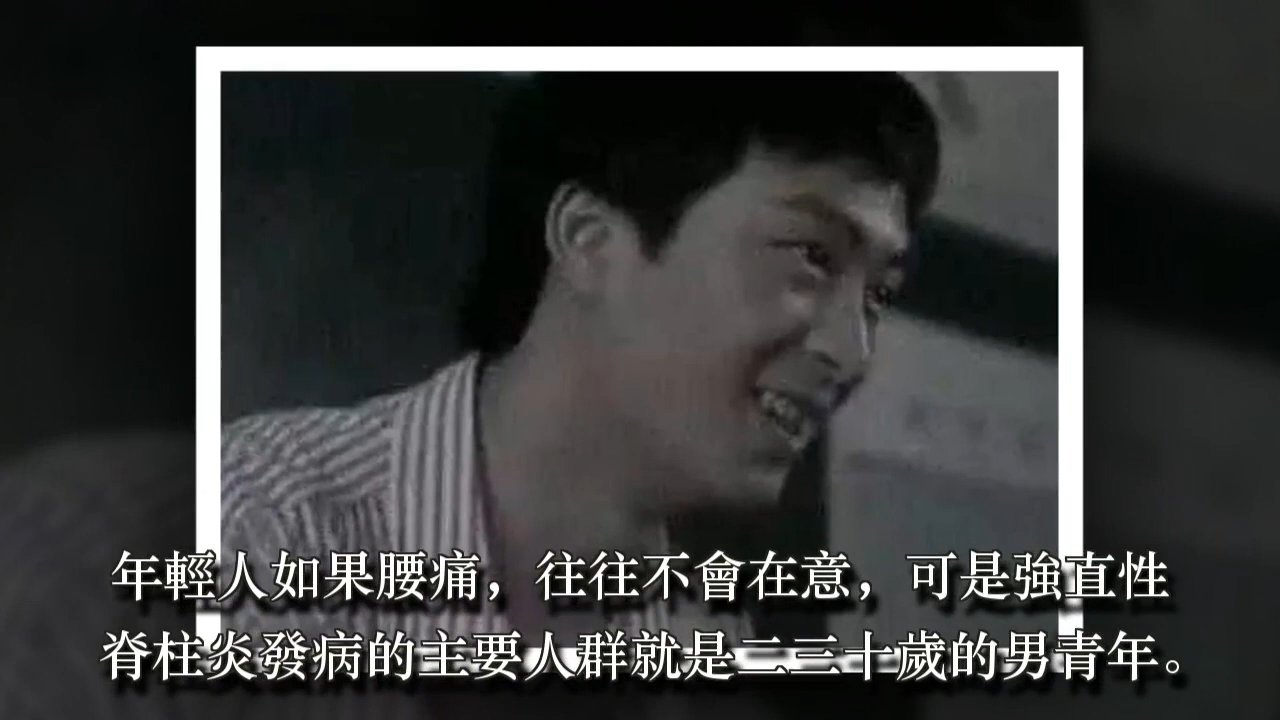 年輕人如果腰痛，往往不會在意，可是強直性
脊柱炎發病的主要人群就是二三十歲的男青年。